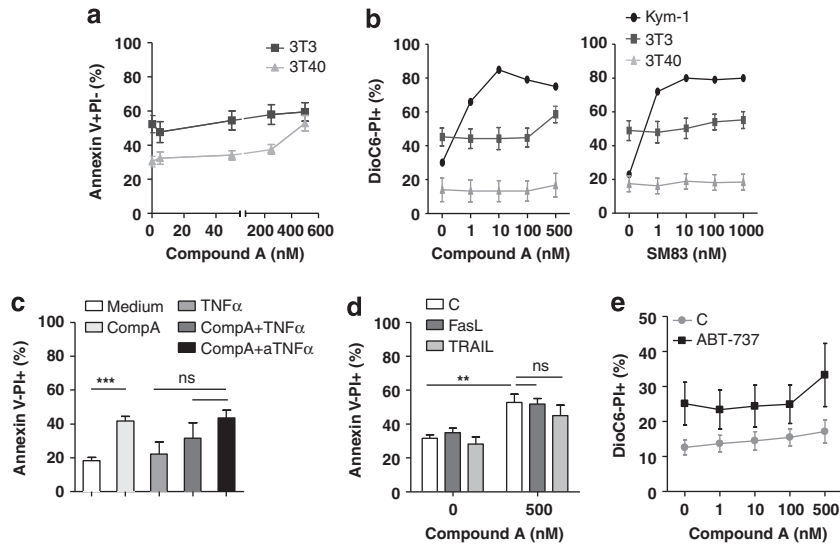 a
3T3
3T40
Annexin V+PI- (%)
100
80
60
40
20
0
0 20 40 200 400 600
Compound A (nM)
b
Kym-1
3T3
3T40
DioC6-PI+ (%)
100
80
60
40
20
0
0 1 10 100 500
Compound A (nM)
100
80
60
40
20
0
0 1 10 100 1000
SM83 (nM)
c
Medium
CompA
TNFα
CompA+TNFα
CompA+aTNFα
Annexin V-PI+ (%)
100
80
60
40
20
0
***
ns
d
C
FasL
TRAIL
Annexin V-PI+ (%)
100
80
60
40
20
0
**
ns
0 500
Compound A (nM)
e
C
ABT-737
DioC6-PI+ (%)
50
40
30
20
10
0
0 1 10 100 500
Compound A (nM)